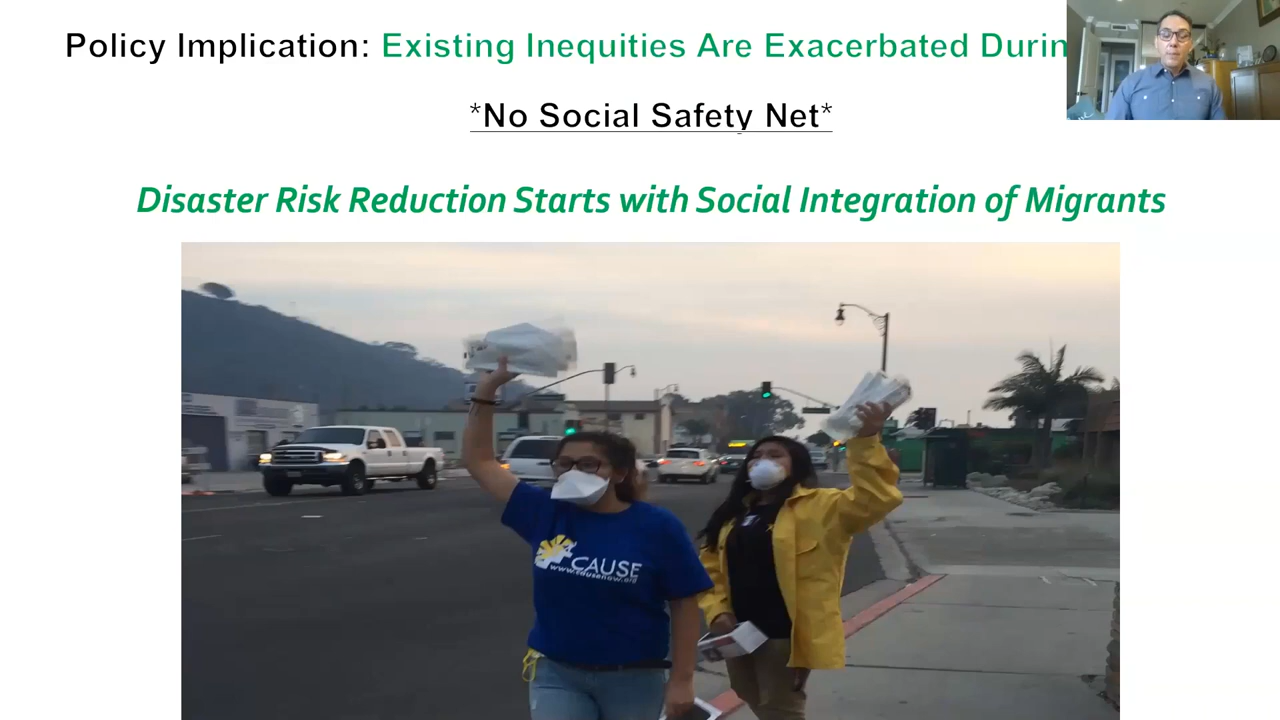 Policy Implication: Existing Inequities Are Exacerbated Durin
*No Social Safety Net*
Disaster Risk Reduction Starts with Social Integration of Migrants
CAUSE
www.causenow.org